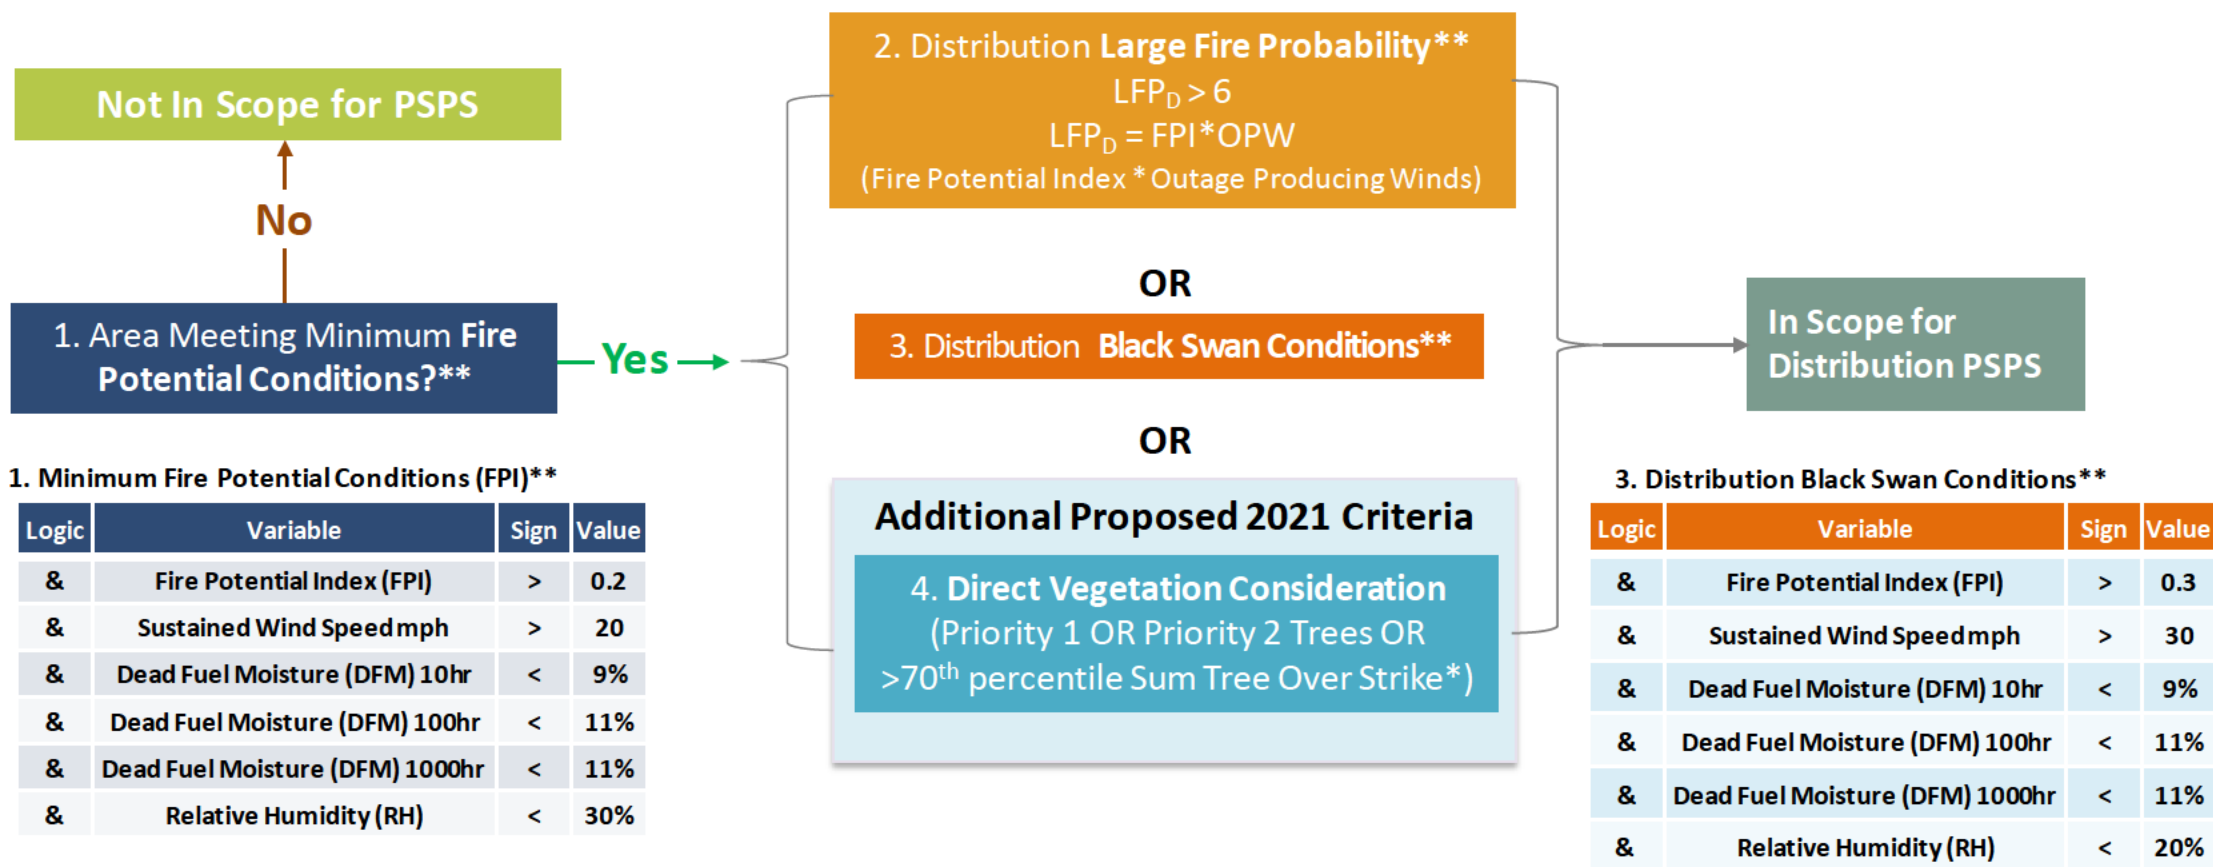 Not In Scope for PSPS
No
1. Area Meeting Minimum Fire
Potential Conditions?**
Yes
2. Distribution Large Fire Probability**
LFP_D > 6
LFP_D = FPI*OPW
(Fire Potential Index * Outage Producing Winds)
OR
3. Distribution Black Swan Conditions**
OR
Additional Proposed 2021 Criteria
4. Direct Vegetation Consideration
(Priority 1 OR Priority 2 Trees OR
>70th percentile Sum Tree Over Strike*)
In Scope for
Distribution PSPS
1. Minimum Fire Potential Conditions (FPI)**
Logic Variable Sign Value
& Fire Potential Index (FPI) > 0.2
& Sustained Wind Speed mph > 20
& Dead Fuel Moisture (DFM) 10hr < 9%
& Dead Fuel Moisture (DFM) 100hr < 11%
& Dead Fuel Moisture (DFM) 1000hr < 11%
& Relative Humidity (RH) < 30%
3. Distribution Black Swan Conditions**
Logic Variable Sign Value
& Fire Potential Index (FPI) > 0.3
& Sustained Wind Speed mph > 30
& Dead Fuel Moisture (DFM) 10hr < 9%
& Dead Fuel Moisture (DFM) 100hr < 11%
& Dead Fuel Moisture (DFM) 1000hr < 11%
& Relative Humidity (RH) < 20%